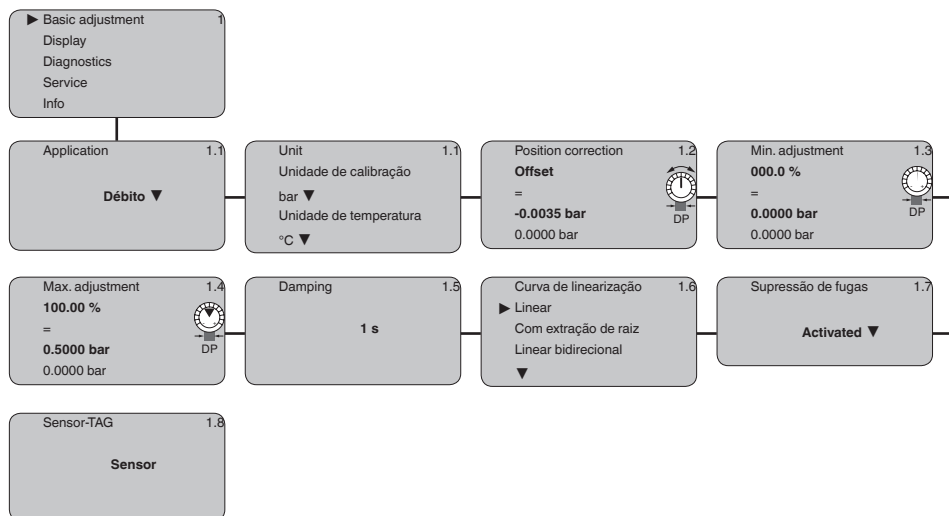 ▶ Basic adjustment 1
Display
Diagnostics
Service
Info
Application 1.1
Débito ▼
Unit 1.1
Unidade de calibração
bar ▼
Unidade de temperatura
°C ▼
Position correction 1.2
Offset
=
-0.0035 bar
0.0000 bar
DP
Min. adjustment 1.3
000.0 %
=
0.0000 bar
0.0000 bar
DP
Max. adjustment 1.4
100.00 %
=
0.5000 bar
0.0000 bar
DP
Damping 1.5
1 s
Curva de linearização 1.6
▶ Linear
Com extração de raiz
Linear bidirecional
▼
Supressão de fugas 1.7
Activated ▼
Sensor-TAG 1.8
Sensor